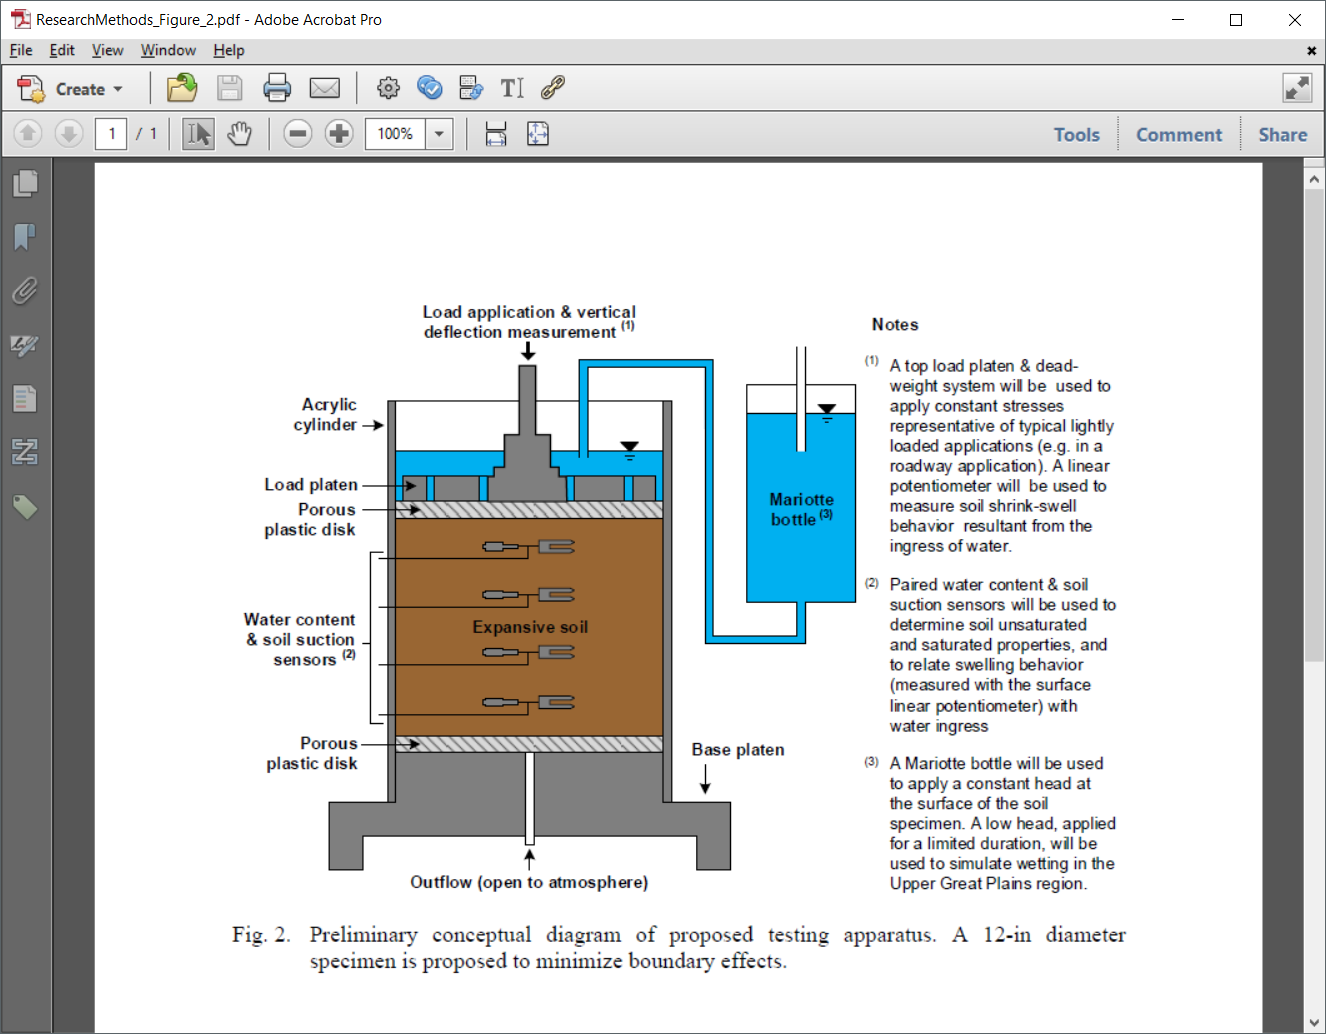 ResearchMethods_Figure_2.pdf - Adobe Acrobat Pro
File Edit View Window Help
Create
1 / 1
100%
Tools Comment Share
Load application & vertical
deflection measurement (1)
Acrylic
cylinder
Load platen
Porous
plastic disk
Water content
& soil suction
sensors (2)
Expansive soil
Porous
plastic disk
Base platen
Outflow (open to atmosphere)
Mariotte
bottle (3)
Notes
(1) A top load platen & dead-
weight system will be used to
apply constant stresses
representative of typical lightly
loaded applications (e.g. in a
roadway application). A linear
potentiometer will be used to
measure soil shrink-swell
behavior resultant from the
ingress of water.
(2) Paired water content & soil
suction sensors will be used to
determine soil unsaturated
and saturated properties, and
to relate swelling behavior
(measured with the surface
linear potentiometer) with
water ingress
(3) A Mariotte bottle will be used
to apply a constant head at
the surface of the soil
specimen. A low head, applied
for a limited duration, will be
used to simulate wetting in the
Upper Great Plains region.
Fig. 2. Preliminary conceptual diagram of proposed testing apparatus. A 12-in diameter
specimen is proposed to minimize boundary effects.